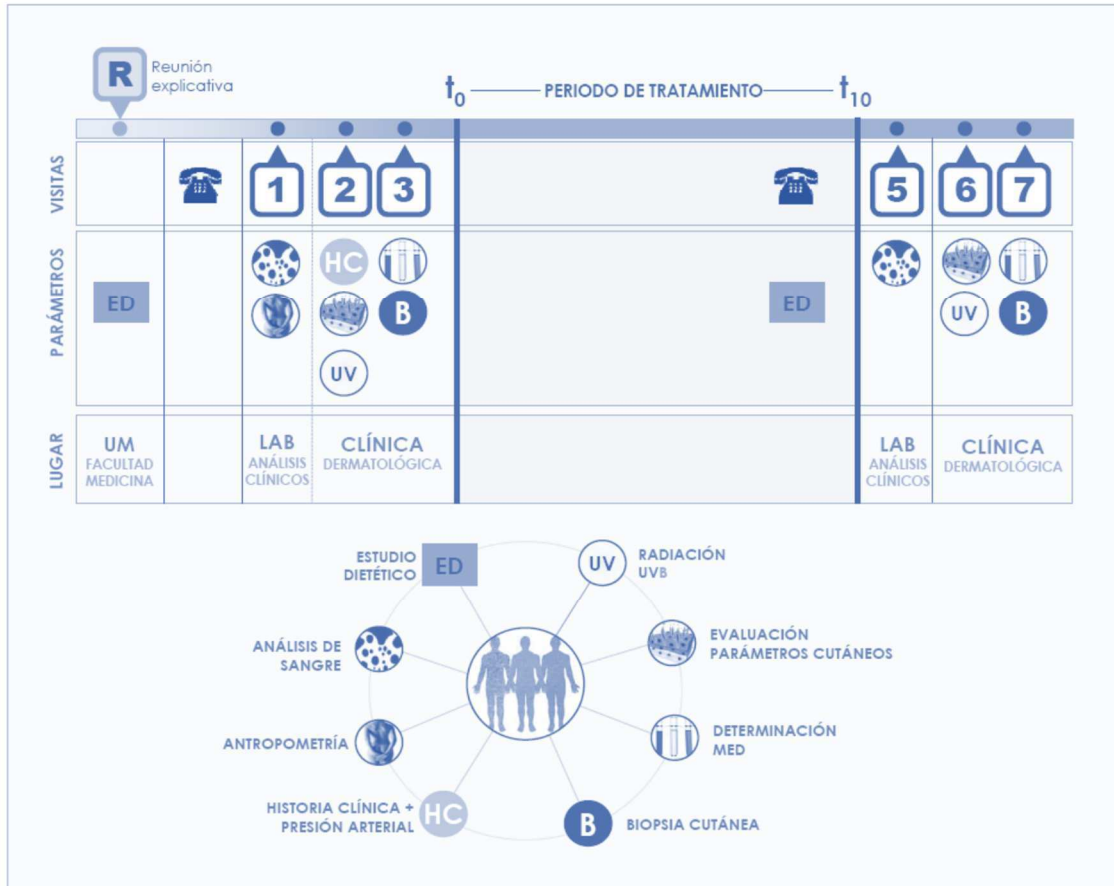 R
Reunión
explicativa
t0 PERIODO DE TRATAMIENTO t10
VISITAS
1 2 3 5 6 7
PARÁMETROS
ED HC B UV ED UV B
LUGAR
UM
FACULTAD
MEDICINA
LAB
ANÁLISIS
CLÍNICOS
CLÍNICA
DERMATOLÓGICA
LAB
ANÁLISIS
CLÍNICOS
CLÍNICA
DERMATOLÓGICA
ESTUDIO
DIETÉTICO
ED
UV
RADIACIÓN
UVB
ANÁLISIS DE
SANGRE
EVALUACIÓN
PARÁMETROS CUTÁNEOS
ANTROPOMETRÍA
DETERMINACIÓN
MED
HISTORIA CLÍNICA +
PRESIÓN ARTERIAL
HC
B
BIOPSIA CUTÁNEA